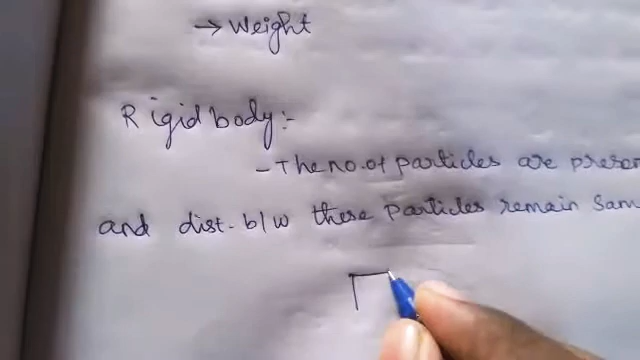 → Weight
Rigid body:-
- The no. of particles are presen
and dist. b/w these particles remain Sam